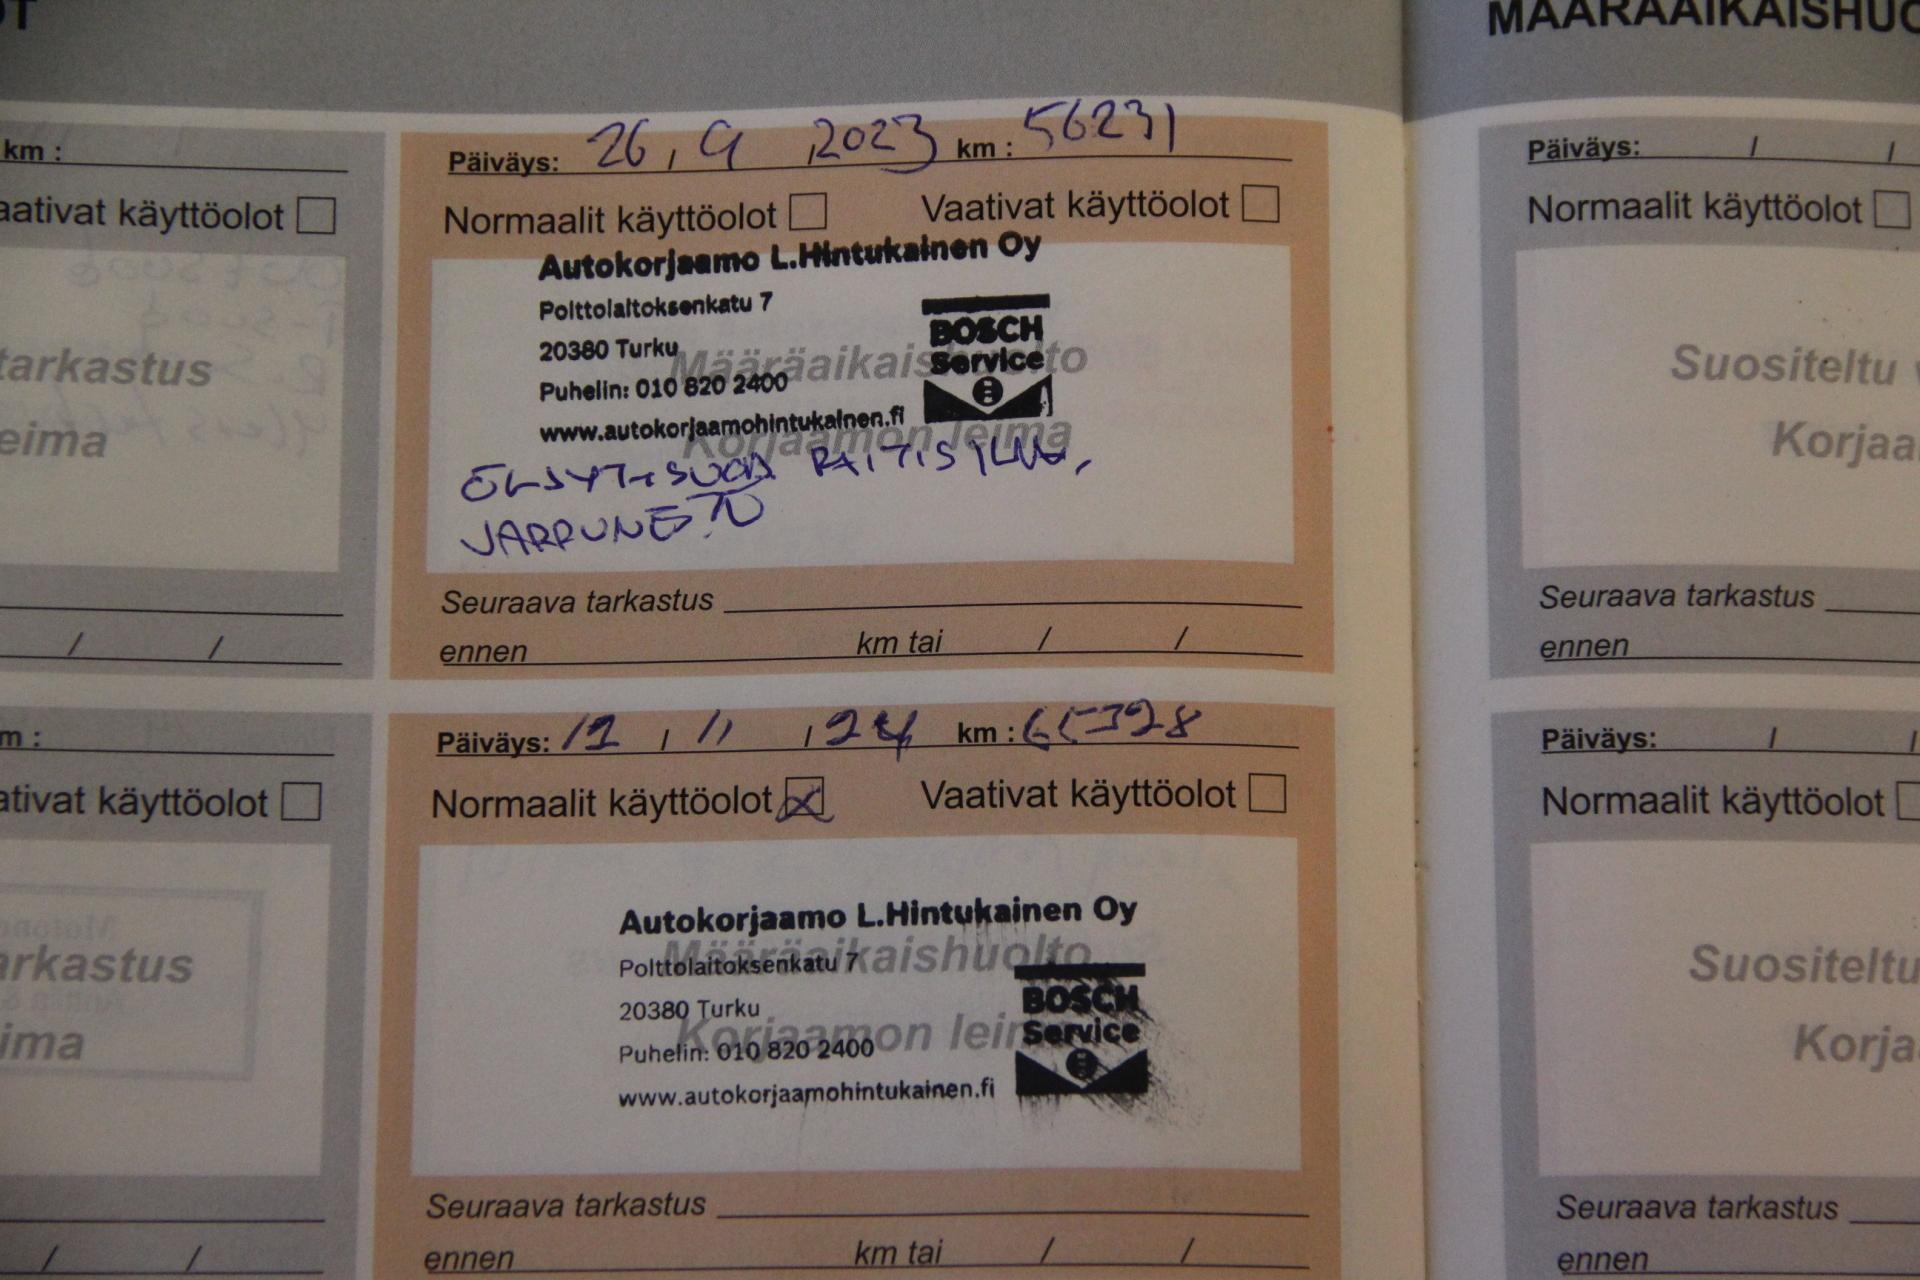 MÄÄRÄAIKAISHUO
km :
aativat käyttöolot
tarkastus
eima
/ /
Päiväys: 26 / 9 / 2023 km : 56231
Normaalit käyttöolot Vaativat käyttöolot
Autokorjaamo L.Hintukainen Oy
Polttolaitoksenkatu 7
20380 Turku
Puhelin: 010 820 2400
www.autokorjaamohintukainen.fi
BOSCH
Service
Määräaikaishuolto
Korjaamon leima
ÖLJYT+SUOD RAITISILMA,
JARRUNESTE
Seuraava tarkastus
ennen km tai / /
m :
ativat käyttöolot
arkastus
ima
/ /
Päiväys: 12 / 11 / 24 km : 65328
Normaalit käyttöolot X Vaativat käyttöolot
Autokorjaamo L.Hintukainen Oy
Polttolaitoksenkatu 7
20380 Turku
Puhelin: 010 820 2400
www.autokorjaamohintukainen.fi
BOSCH
Service
Määräaikaishuolto
Korjaamon leima
Seuraava tarkastus
ennen km tai / /
Päiväys: / /
Normaalit käyttöolot
Suositeltu
Korjaa
Seuraava tarkastus
ennen
Päiväys: / /
Normaalit käyttöolot
Suositeltu
Korja
Seuraava tarkastus
ennen